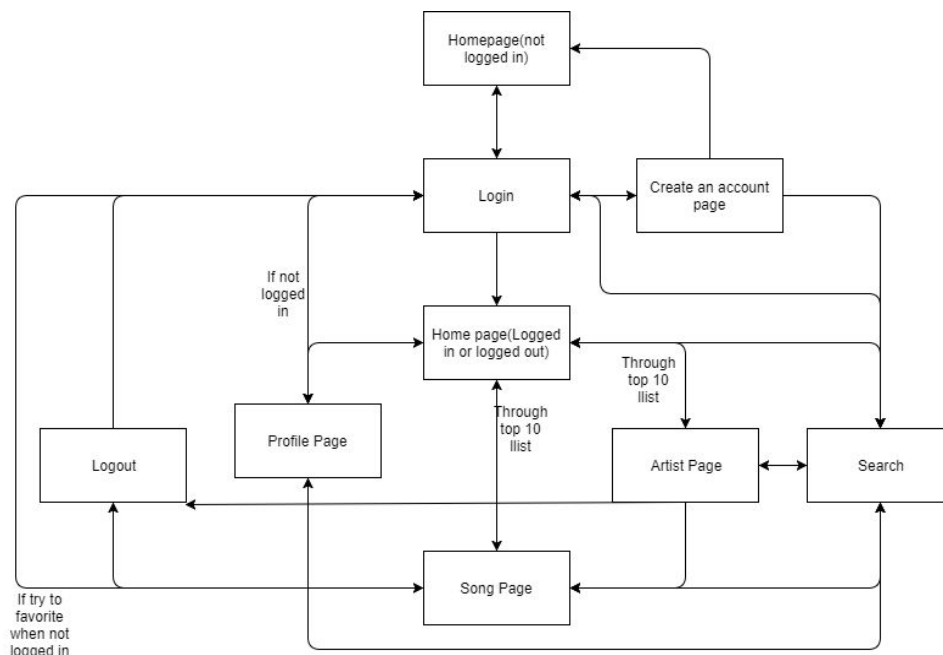 Homepage(not
logged in)
Login
Create an account
page
If not
logged
in
Home page(Logged
in or logged out)
Through
top 10
llist
Through
top 10
llist
Profile Page
Logout
Artist Page
Search
Song Page
If try to
favorite
when not
logged in